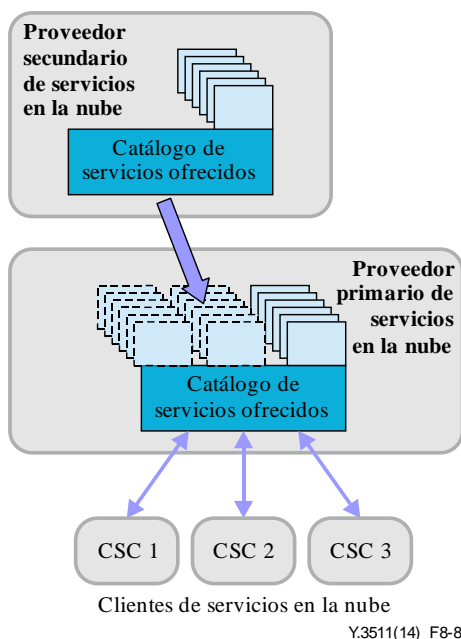 Proveedor
secundario
de servicios
en la nube
Catálogo de
servicios ofrecidos
Proveedor
primario de
servicios
en la nube
Catálogo de
servicios ofrecidos
CSC 1
CSC 2
CSC 3
Clientes de servicios en la nube
Y.3511(14)_F8-8